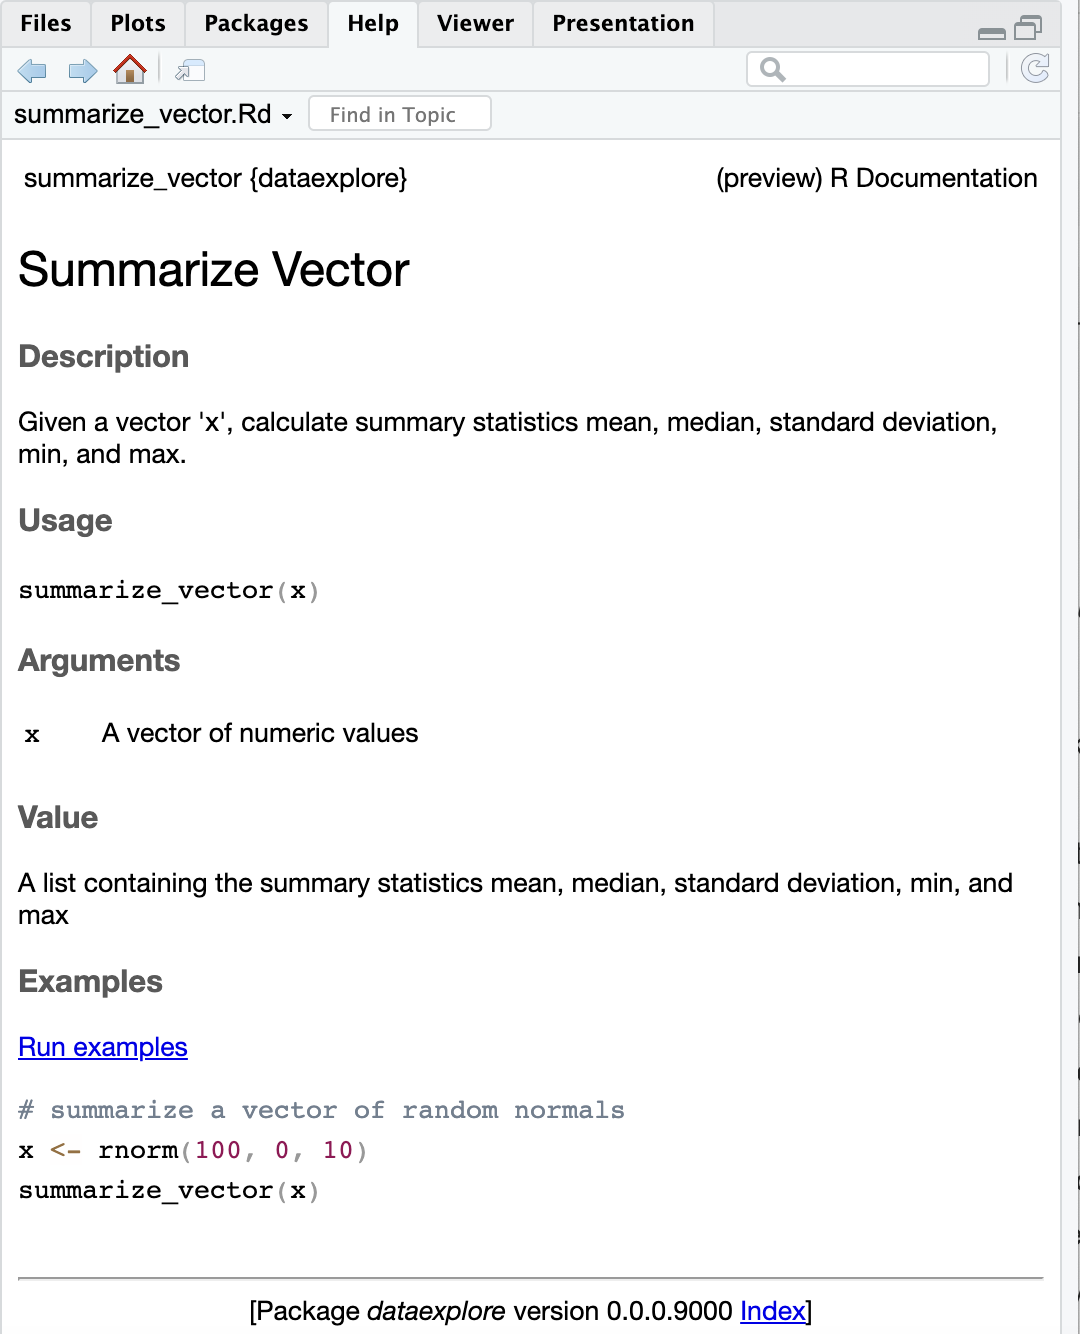 Files Plots Packages Help Viewer Presentation
summarize_vector.Rd Find in Topic
summarize_vector {dataexplore} (preview) R Documentation
Summarize Vector
Description
Given a vector 'x', calculate summary statistics mean, median, standard deviation,
min, and max.
Usage
summarize_vector(x)
Arguments
x A vector of numeric values
Value
A list containing the summary statistics mean, median, standard deviation, min, and
max
Examples
Run examples
# summarize a vector of random normals
x <- rnorm(100, 0, 10)
summarize_vector(x)
[Package dataexplore version 0.0.0.9000 Index]